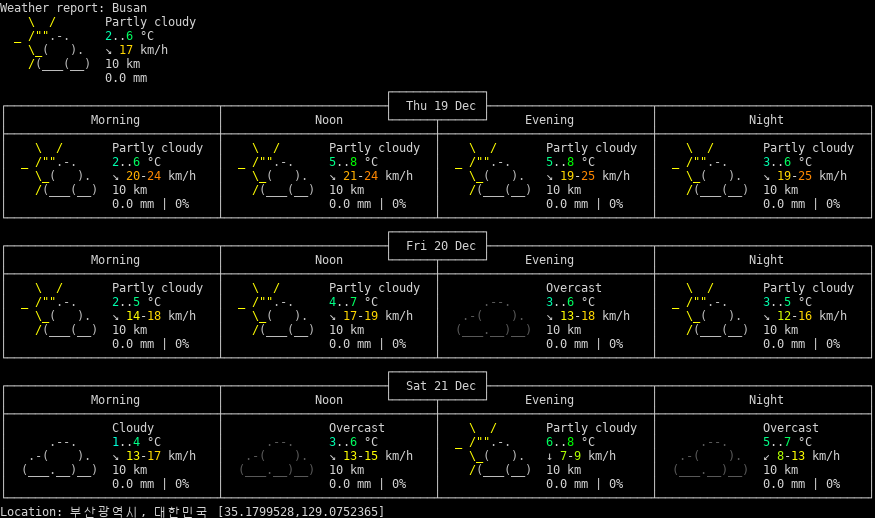 Weather report: Busan
Partly cloudy
2..6 °C
↘ 17 km/h
10 km
0.0 mm
Thu 19 Dec
Morning Noon Evening Night
Partly cloudy Partly cloudy Partly cloudy Partly cloudy
2..6 °C 5..8 °C 5..8 °C 3..6 °C
↘ 20-24 km/h ↘ 21-24 km/h ↘ 19-25 km/h ↘ 19-25 km/h
10 km 10 km 10 km 10 km
0.0 mm | 0% 0.0 mm | 0% 0.0 mm | 0% 0.0 mm | 0%
Fri 20 Dec
Morning Noon Evening Night
Partly cloudy Partly cloudy Overcast Partly cloudy
2..5 °C 4..7 °C 3..6 °C 3..5 °C
↘ 14-18 km/h ↘ 17-19 km/h ↘ 13-18 km/h ↘ 12-16 km/h
10 km 10 km 10 km 10 km
0.0 mm | 0% 0.0 mm | 0% 0.0 mm | 0% 0.0 mm | 0%
Sat 21 Dec
Morning Noon Evening Night
Cloudy Overcast Partly cloudy Overcast
1..4 °C 3..6 °C 6..8 °C 5..7 °C
↘ 13-17 km/h ↘ 13-15 km/h ↓ 7-9 km/h ↙ 8-13 km/h
10 km 10 km 10 km 10 km
0.0 mm | 0% 0.0 mm | 0% 0.0 mm | 0% 0.0 mm | 0%
Location: 부산광역시, 대한민국 [35.1799528,129.0752365]